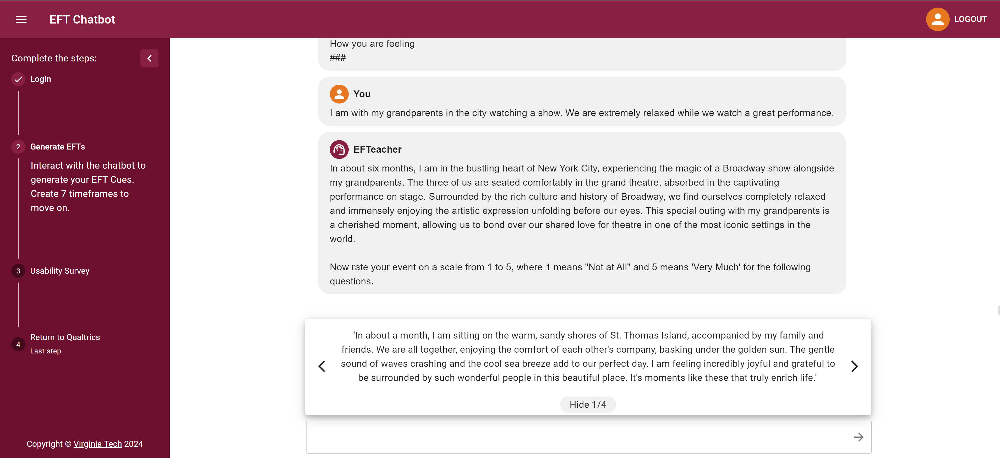 EFT Chatbot
LOGOUT
Complete the steps:
Login
2 Generate EFTs
Interact with the chatbot to
generate your EFT Cues.
Create 7 timeframes to
move on.
3 Usability Survey
4 Return to Qualtrics
Last step
Copyright © Virginia Tech 2024
How you are feeling
###
You
I am with my grandparents in the city watching a show. We are extremely relaxed while we watch a great performance.
EFTeacher
In about six months, I am in the bustling heart of New York City, experiencing the magic of a Broadway show alongside
my grandparents. The three of us are seated comfortably in the grand theatre, absorbed in the captivating
performance on stage. Surrounded by the rich culture and history of Broadway, we find ourselves completely relaxed
and immensely enjoying the artistic expression unfolding before our eyes. This special outing with my grandparents is
a cherished moment, allowing us to bond over our shared love for theatre in one of the most iconic settings in the
world.
Now rate your event on a scale from 1 to 5, where 1 means "Not at All" and 5 means 'Very Much' for the following
questions.
"In about a month, I am sitting on the warm, sandy shores of St. Thomas Island, accompanied by my family and
friends. We are all together, enjoying the comfort of each other's company, basking under the golden sun. The gentle
sound of waves crashing and the cool sea breeze add to our perfect day. I am feeling incredibly joyful and grateful to
be surrounded by such wonderful people in this beautiful place. It's moments like these that truly enrich life."
Hide 1/4